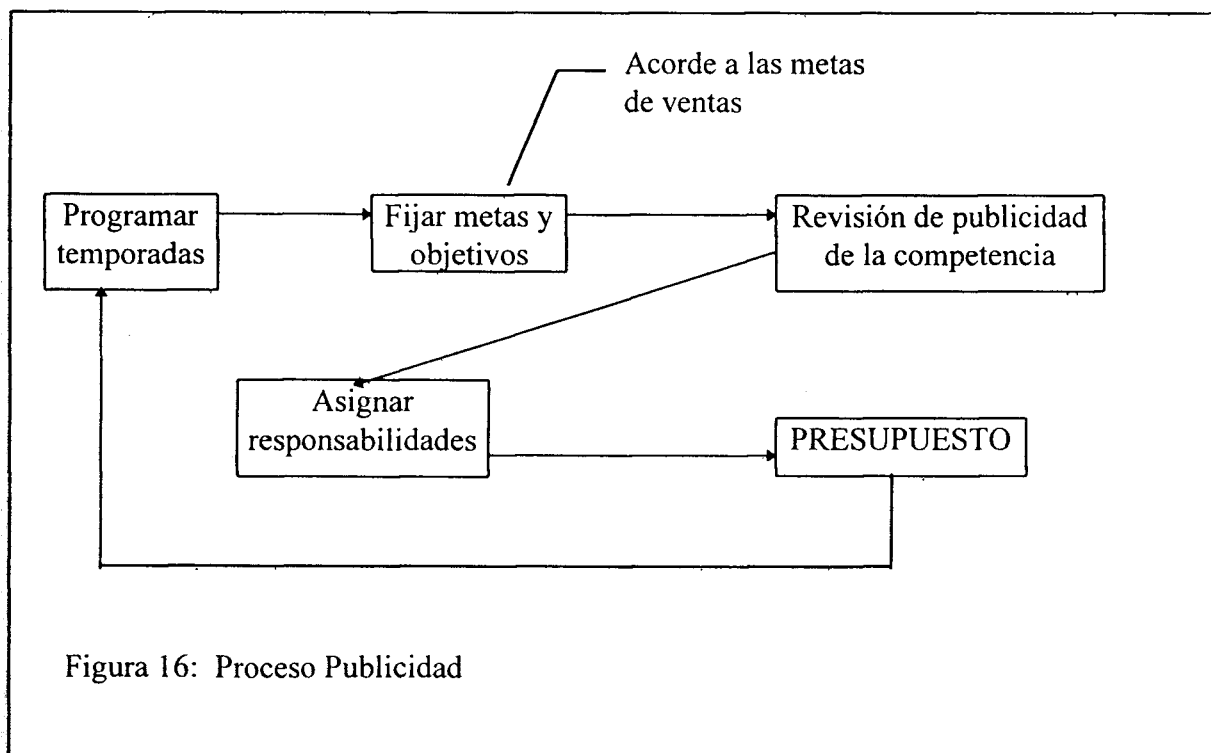 Acorde a las metas
de ventas
Programar
temporadas
Fijar metas y
objetivos
Revisión de publicidad
de la competencia
Asignar
responsabilidades
PRESUPUESTO
Figura 16: Proceso Publicidad